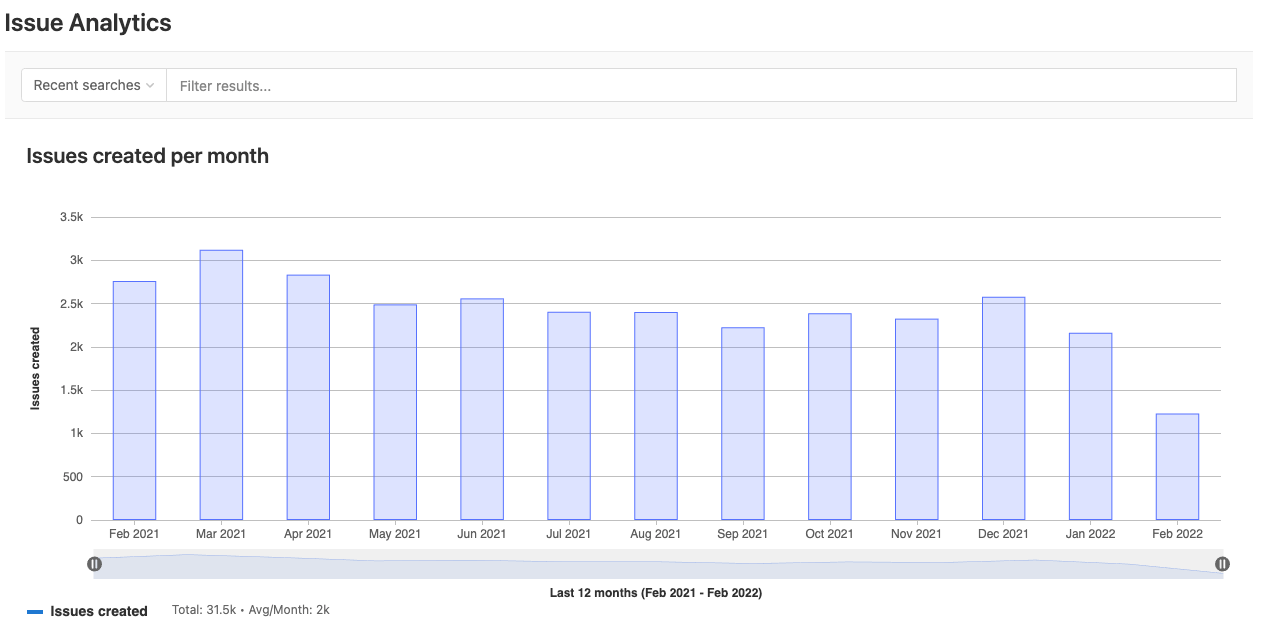 Issue Analytics
Recent searches
Filter results...
Issues created per month
3.5k
3k
2.5k
2k
1.5k
1k
500
0
Issues created
Feb 2021 Mar 2021 Apr 2021 May 2021 Jun 2021 Jul 2021 Aug 2021 Sep 2021 Oct 2021 Nov 2021 Dec 2021 Jan 2022 Feb 2022
Last 12 months (Feb 2021 - Feb 2022)
Issues created Total: 31.5k • Avg/Month: 2k